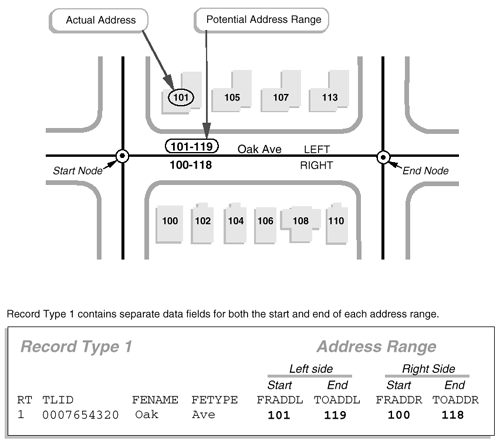 Actual Address
Potential Address Range
101
105
107
113
101-119
Oak Ave
LEFT
Start Node
100-118
RIGHT
End Node
100
102
104
106
108
110
Record Type 1 contains separate data fields for both the start and end of each address range.
Record Type 1 Address Range
Left side Right Side
Start End Start End
RT TLID FENAME FETYPE FRADDL TOADDL FRADDR TOADDR
1 0007654320 Oak Ave 101 119 100 118